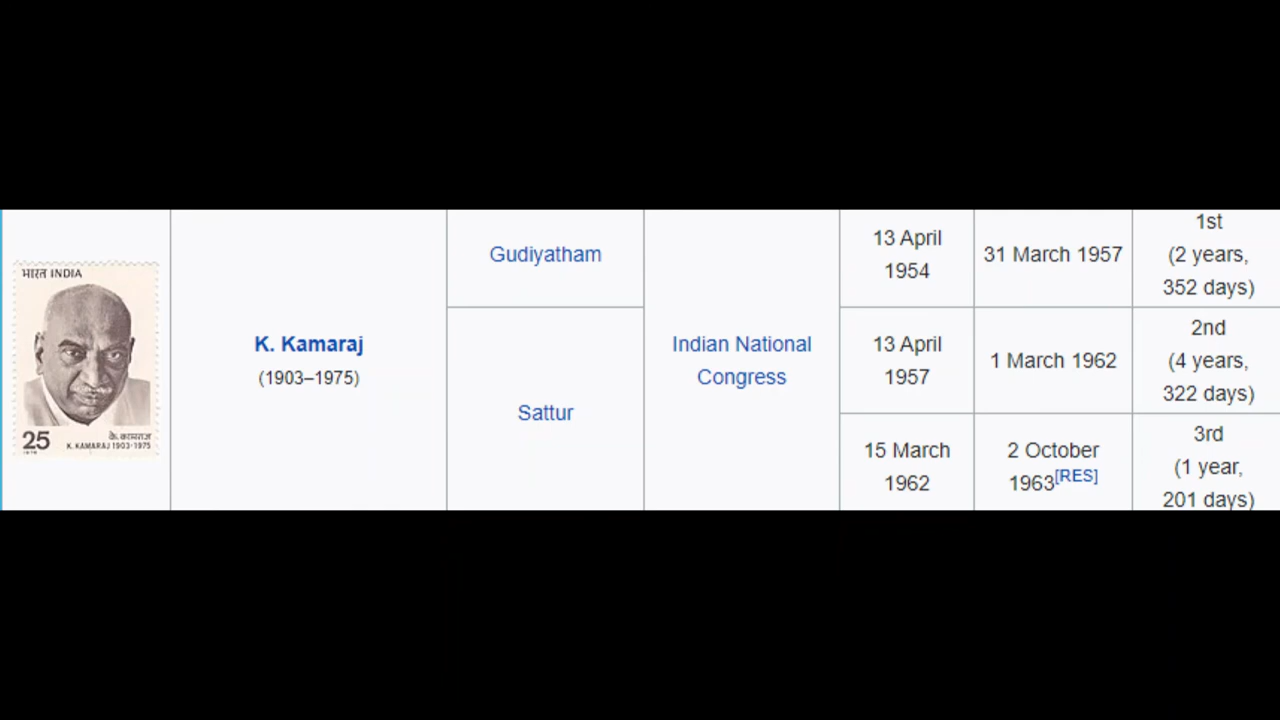 भारत INDIA
25
के. कामराज
K. KAMARAJ 1903-1975
K. Kamaraj
(1903–1975)
Gudiyatham
Sattur
Indian National
Congress
13 April
1954
31 March 1957
1st
(2 years,
352 days)
13 April
1957
1 March 1962
2nd
(4 years,
322 days)
15 March
1962
2 October
1963[RES]
3rd
(1 year,
201 days)